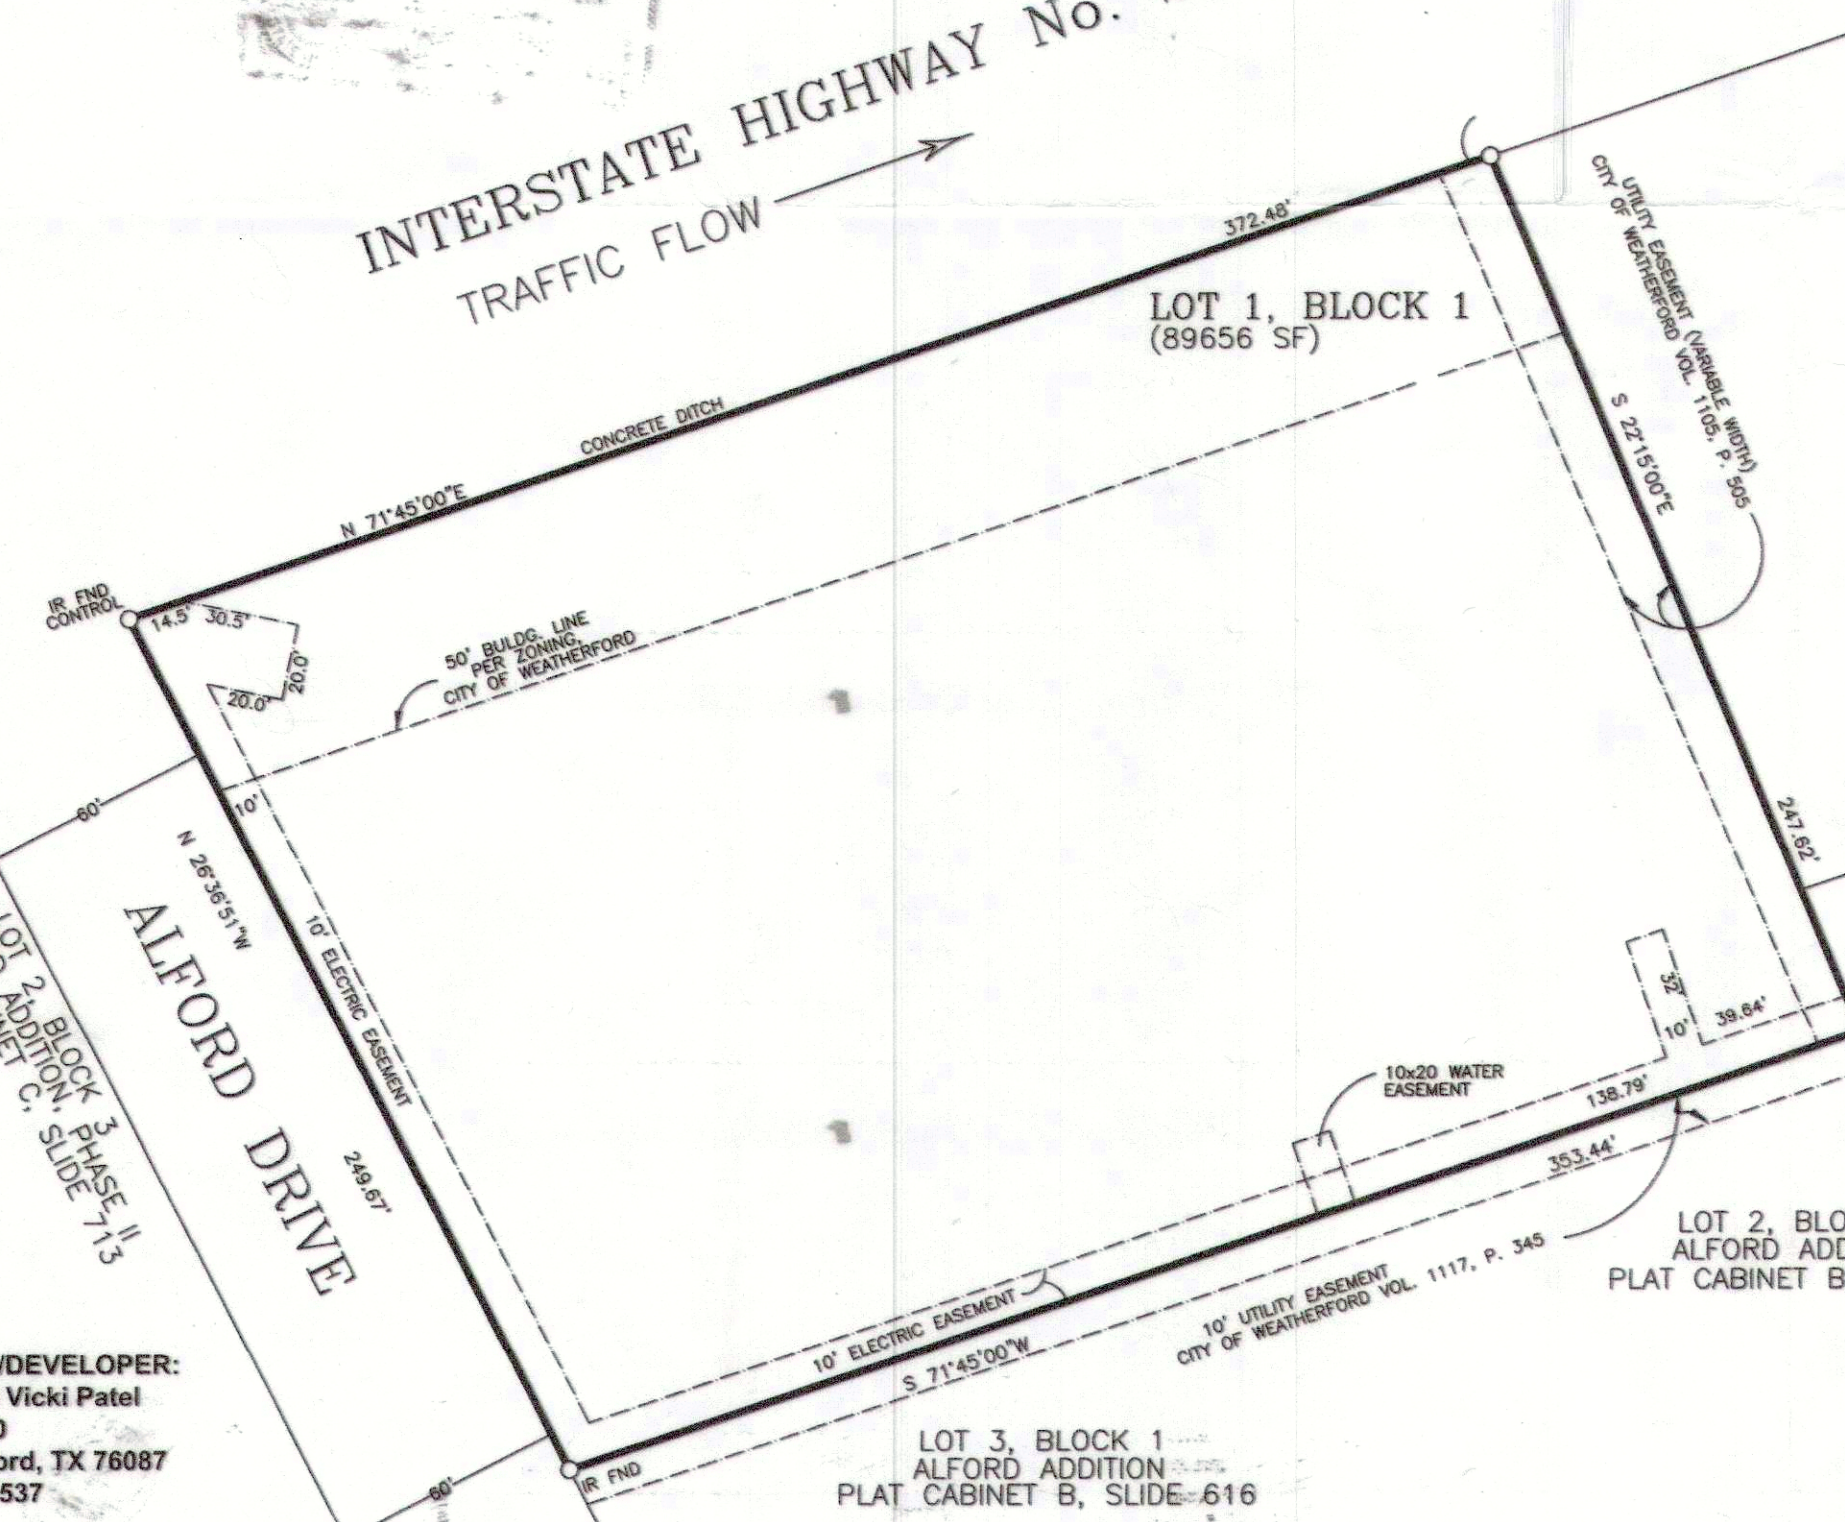 INTERSTATE HIGHWAY No.
TRAFFIC FLOW
372.48'
LOT 1, BLOCK 1
(89656 SF)
UTILITY EASEMENT (VARIABLE WIDTH)
CITY OF WEATHERFORD VOL. 1105, P. 505
S 22°15'00"E
247.62'
CONCRETE DITCH
N 71°45'00"E
IR FND
CONTROL
14.5'
30.5'
20.0'
20.0'
50' BULDG. LINE
PER ZONING,
CITY OF WEATHERFORD
60'
10'
N 26°36'51"W
10' ELECTRIC EASEMENT
ALFORD DRIVE
249.67'
LOT 2, BLOCK 3
ADDITION, PHASE II
C, SLIDE 713
32'
10'
39.64'
10x20 WATER
EASEMENT
138.79'
353.44'
10' ELECTRIC EASEMENT
S 71°45'00"W
10' UTILITY EASEMENT
CITY OF WEATHERFORD VOL. 1117, P. 345
LOT 2, BLO
ALFORD ADD
PLAT CABINET B
/DEVELOPER:
Vicki Patel
ord, TX 76087
537
60'
IR FND
LOT 3, BLOCK 1
ALFORD ADDITION
PLAT CABINET B, SLIDE 616